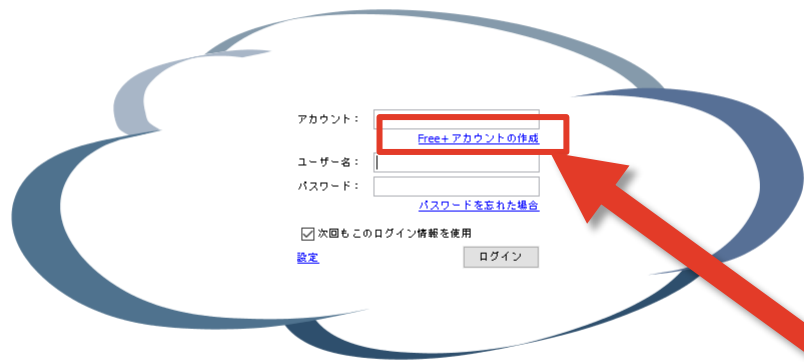 アカウント：
Free+ アカウントの作成
ユーザー名：
パスワード：
パスワードを忘れた場合
次回もこのログイン情報を使用
設定
ログイン